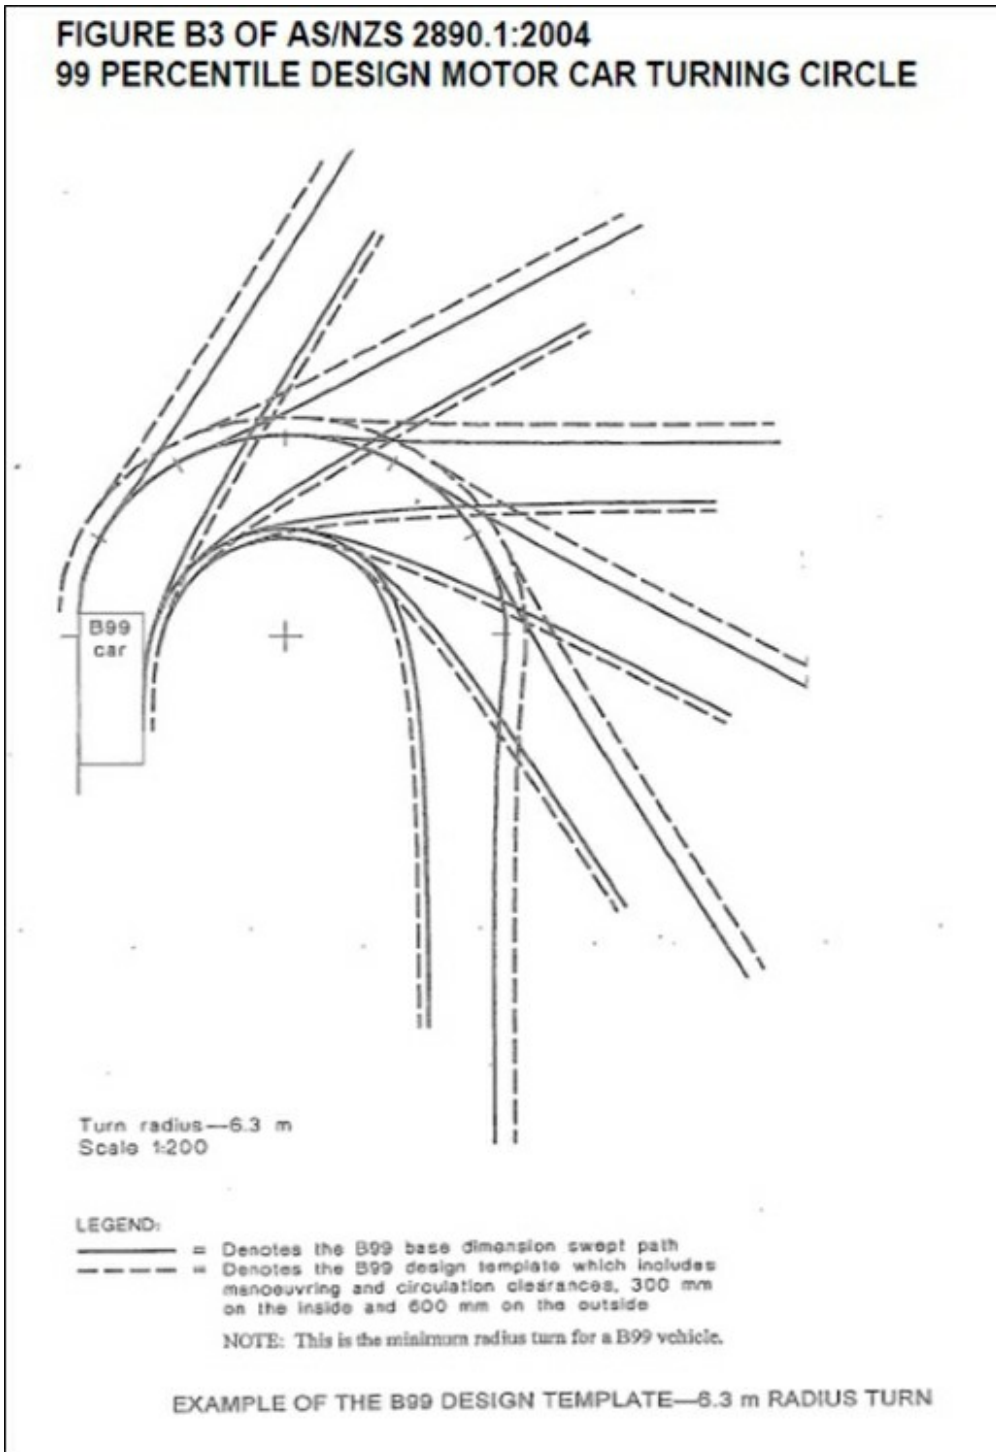 FIGURE B3 OF AS/NZS 2890.1:2004
99 PERCENTILE DESIGN MOTOR CAR TURNING CIRCLE
B99
car
Turn radius—6.3 m
Scale 1:200
LEGEND:
= Denotes the B99 base dimension swept path
= Denotes the B99 design template which includes
manoeuvring and circulation clearances, 300 mm
on the inside and 600 mm on the outside
NOTE: This is the minimum radius turn for a B99 vehicle.
EXAMPLE OF THE B99 DESIGN TEMPLATE—6.3 m RADIUS TURN